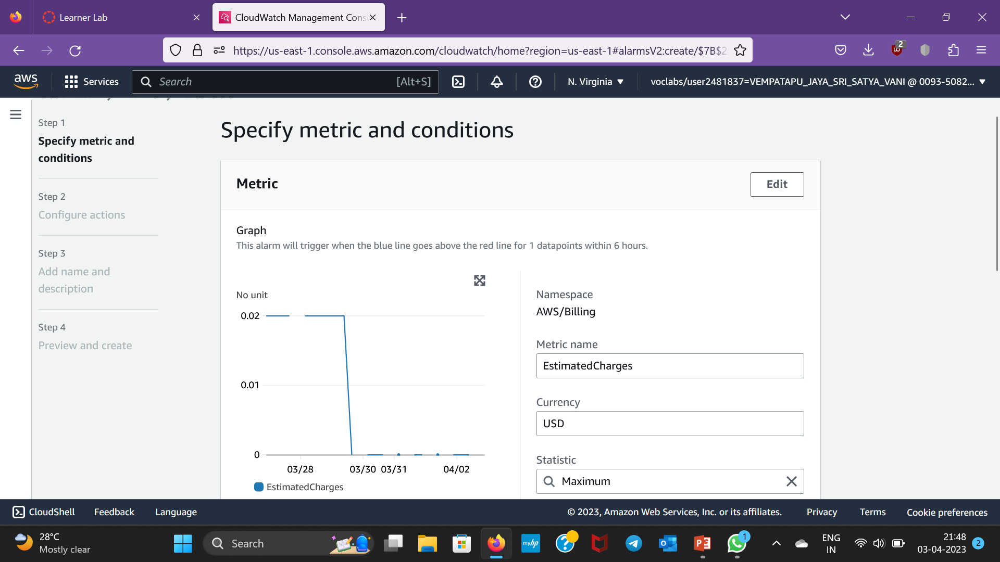 Learner Lab
CloudWatch Management Cons
https://us-east-1.console.aws.amazon.com/cloudwatch/home?region=us-east-1#alarmsV2:create/$7B$2
2
aws
Services
Search
[Alt+S]
N. Virginia
voclabs/user2481837=VEMPATAPU_JAYA_SRI_SATYA_VANI @ 0093-5082...
Step 1
Specify metric and
conditions
Step 2
Configure actions
Step 3
Add name and
description
Step 4
Preview and create
Specify metric and conditions
Metric
Edit
Graph
This alarm will trigger when the blue line goes above the red line for 1 datapoints within 6 hours.
No unit
0.02
0.01
0
03/28
03/30
03/31
04/02
EstimatedCharges
Namespace
AWS/Billing
Metric name
EstimatedCharges
Currency
USD
Statistic
Maximum
CloudShell
Feedback
Language
© 2023, Amazon Web Services, Inc. or its affiliates.
Privacy
Terms
Cookie preferences
28°C
Mostly clear
Search
myhp
1
ENG
IN
21:48
03-04-2023
2